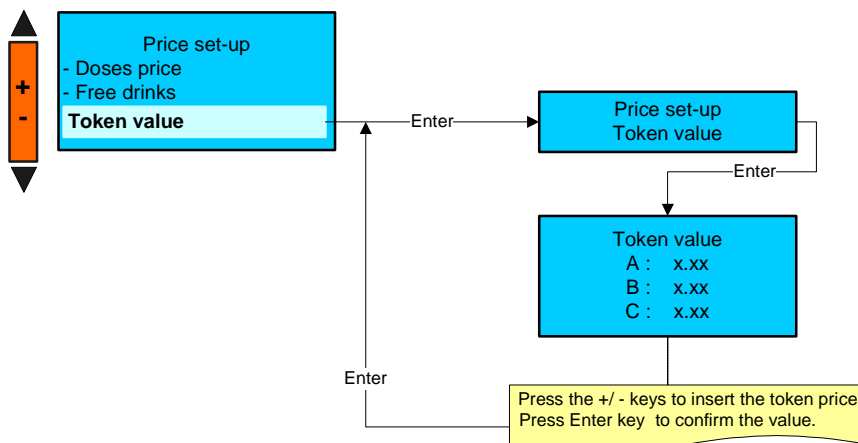 +
-
Price set-up
- Doses price
- Free drinks
Token value
Enter
Price set-up
Token value
Enter
Token value
A : x.xx
B : x.xx
C : x.xx
Enter
Press the +/ - keys to insert the token price
Press Enter key to confirm the value.